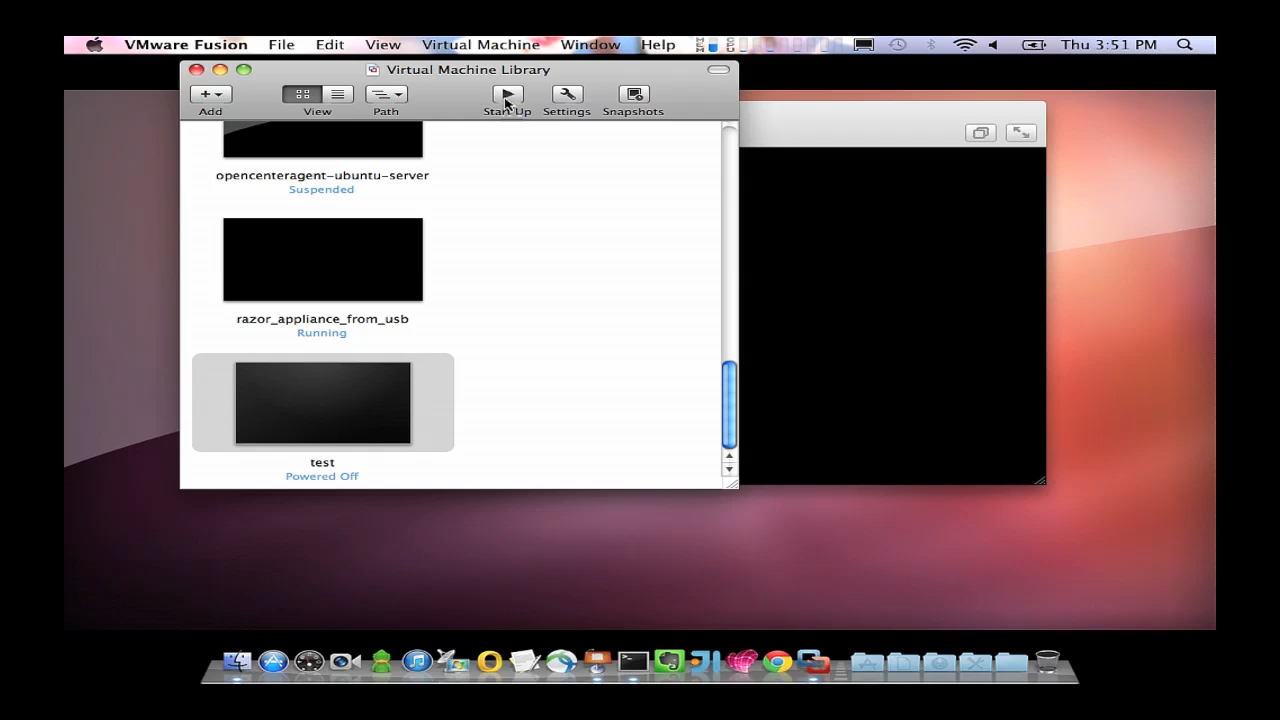 VMware Fusion File Edit View Virtual Machine Window Help Thu 3:51 PM
Virtual Machine Library
Add View Path Start Up Settings Snapshots
opencenteragent-ubuntu-server
Suspended
razor_appliance_from_usb
Running
test
Powered Off